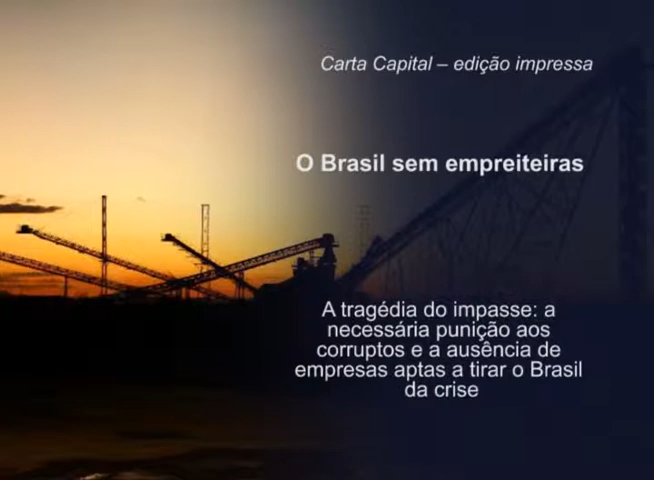 Carta Capital – edição impressa
O Brasil sem empreiteiras
A tragédia do impasse: a
necessária punição aos
corruptos e a ausência de
empresas aptas a tirar o Brasil
da crise